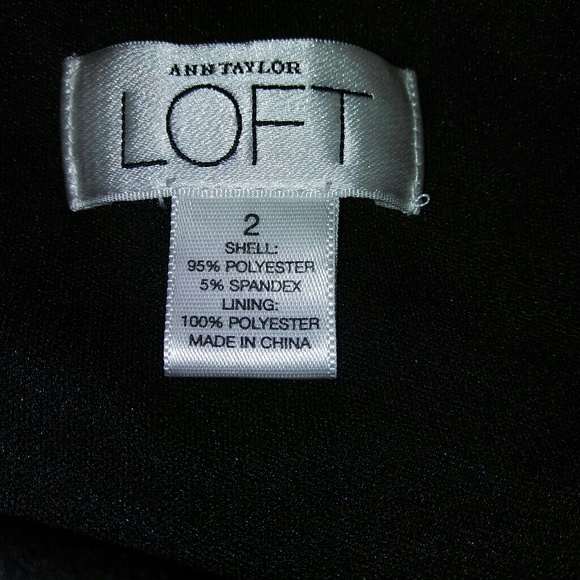 ANN TAYLOR
LOFT
2
SHELL:
95% POLYESTER
5% SPANDEX
LINING:
100% POLYESTER
MADE IN CHINA